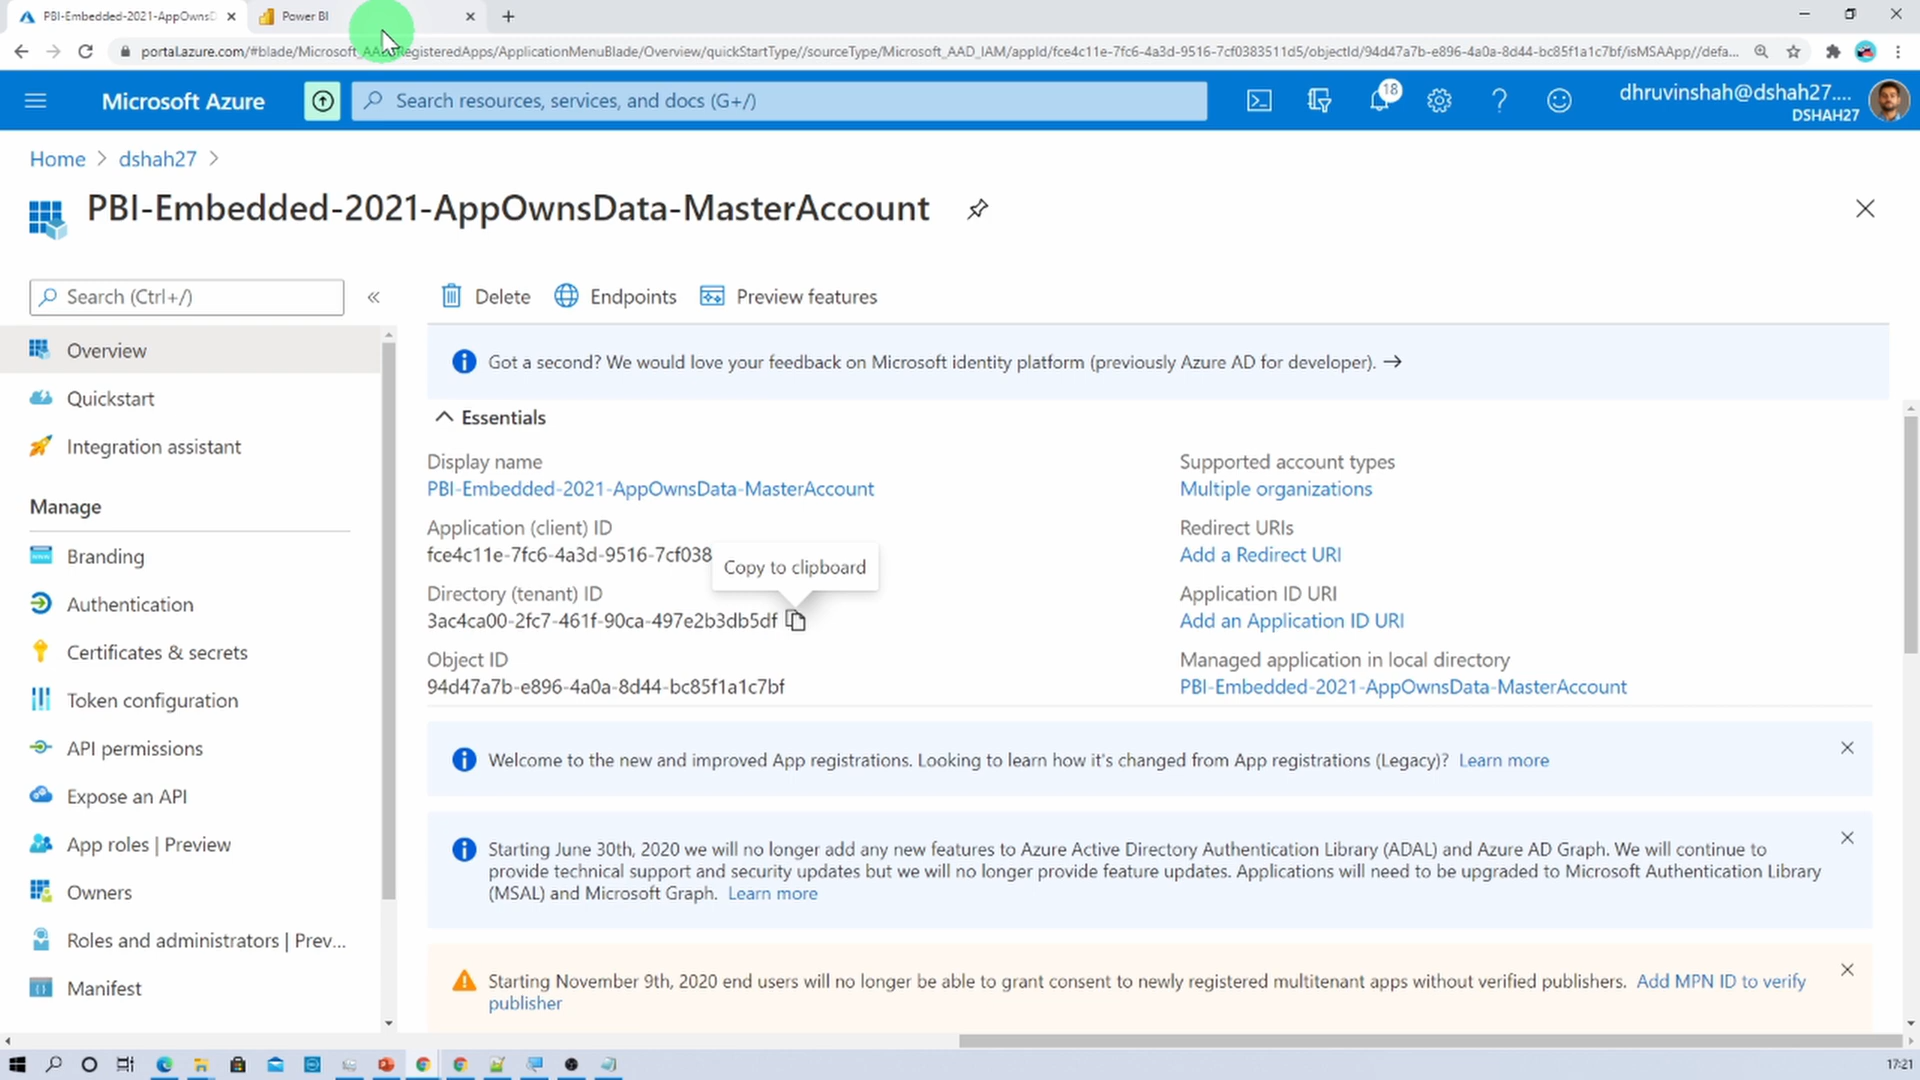 PBI-Embedded-2021-AppOwnsD
Power BI
portal.azure.com/#blade/Microsoft_AAD_RegisteredApps/ApplicationMenuBlade/Overview/quickStartType//sourceType/Microsoft_AAD_IAM/appId/fce4c11e-7fc6-4a3d-9516-7cf0383511d5/objectId/94d47a7b-e896-4a0a-8d44-bc85f1a1c7bf/isMSAApp//defa...
Microsoft Azure
Search resources, services, and docs (G+/)
18
dhruvinshah@dshah27....
DSHAH27
Home > dshah27 >
PBI-Embedded-2021-AppOwnsData-MasterAccount
Search (Ctrl+/)
«
Delete
Endpoints
Preview features
Overview
Quickstart
Integration assistant
Manage
Branding
Authentication
Certificates & secrets
Token configuration
API permissions
Expose an API
App roles | Preview
Owners
Roles and administrators | Prev...
Manifest
Got a second? We would love your feedback on Microsoft identity platform (previously Azure AD for developer). →
Essentials
Display name
PBI-Embedded-2021-AppOwnsData-MasterAccount
Application (client) ID
fce4c11e-7fc6-4a3d-9516-7cf038
Copy to clipboard
Directory (tenant) ID
3ac4ca00-2fc7-461f-90ca-497e2b3db5df
Object ID
94d47a7b-e896-4a0a-8d44-bc85f1a1c7bf
Supported account types
Multiple organizations
Redirect URIs
Add a Redirect URI
Application ID URI
Add an Application ID URI
Managed application in local directory
PBI-Embedded-2021-AppOwnsData-MasterAccount
Welcome to the new and improved App registrations. Looking to learn how it's changed from App registrations (Legacy)? Learn more
Starting June 30th, 2020 we will no longer add any new features to Azure Active Directory Authentication Library (ADAL) and Azure AD Graph. We will continue to
provide technical support and security updates but we will no longer provide feature updates. Applications will need to be upgraded to Microsoft Authentication Library
(MSAL) and Microsoft Graph. Learn more
Starting November 9th, 2020 end users will no longer be able to grant consent to newly registered multitenant apps without verified publishers. Add MPN ID to verify
publisher
17:21